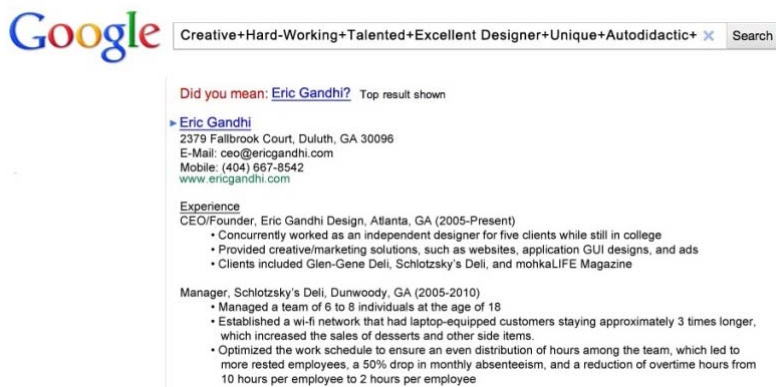 Google
Creative+Hard-Working+Talented+Excellent Designer+Unique+Autodidactic+ × Search
Did you mean: Eric Gandhi? Top result shown
Eric Gandhi
2379 Fallbrook Court, Duluth, GA 30096
E-Mail: ceo@ericgandhi.com
Mobile: (404) 667-8542
www.ericgandhi.com
Experience
CEO/Founder, Eric Gandhi Design, Atlanta, GA (2005-Present)
• Concurrently worked as an independent designer for five clients while still in college
• Provided creative/marketing solutions, such as websites, application GUI designs, and ads
• Clients included Glen-Gene Deli, Schlotzsky's Deli, and mohkaLIFE Magazine
Manager, Schlotzsky's Deli, Dunwoody, GA (2005-2010)
• Managed a team of 6 to 8 individuals at the age of 18
• Established a wi-fi network that had laptop-equipped customers staying approximately 3 times longer,
which increased the sales of desserts and other side items.
• Optimized the work schedule to ensure an even distribution of hours among the team, which led to
more rested employees, a 50% drop in monthly absenteeism, and a reduction of overtime hours from
10 hours per employee to 2 hours per employee